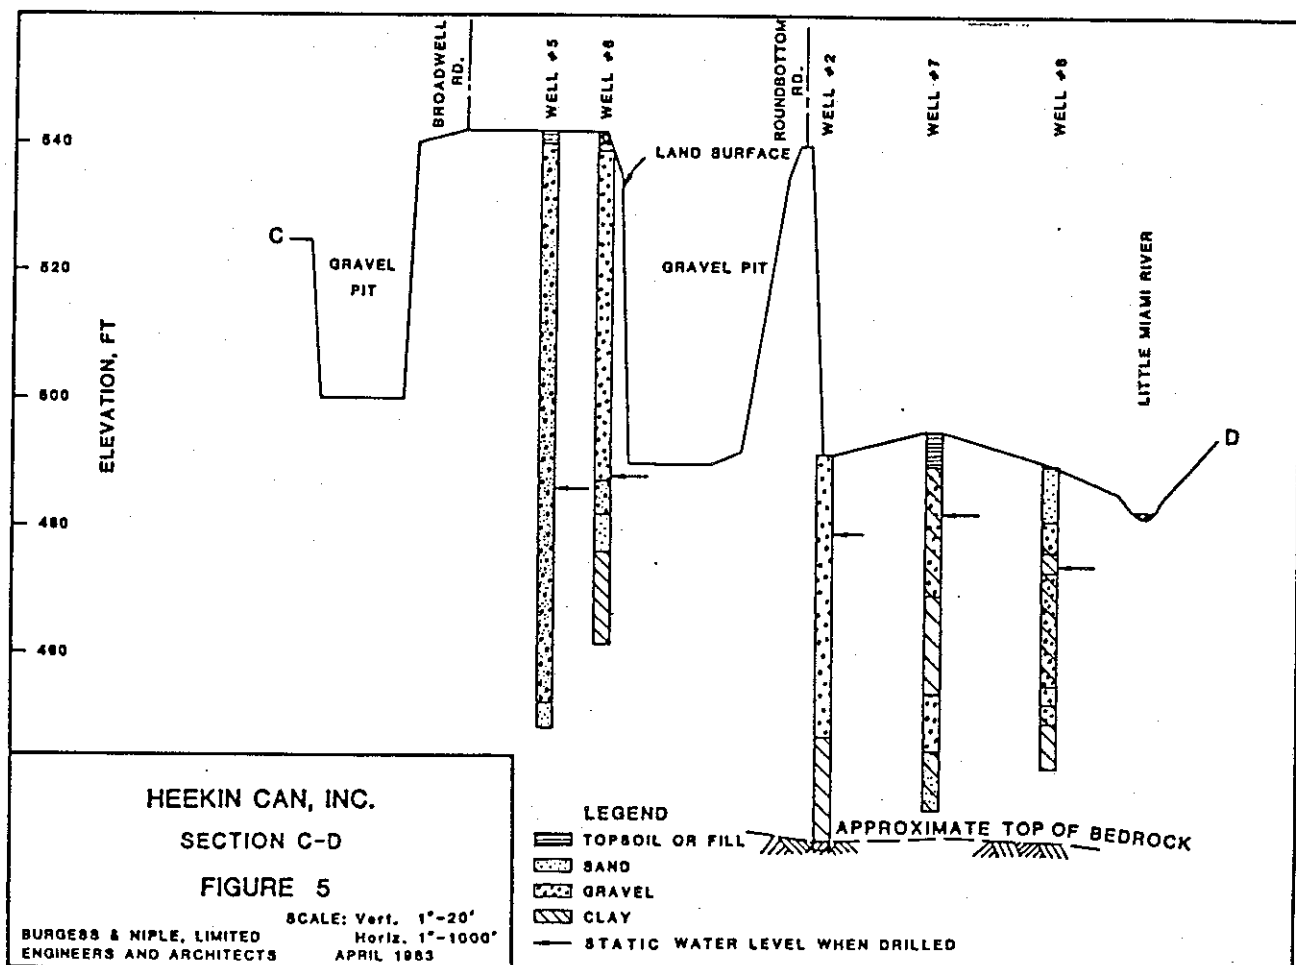 BROADWELL
RD.
WELL #5
WELL #6
ROUNDBOTTOM
RD.
WELL #2
WELL #7
WELL #8
540
LAND SURFACE
C
GRAVEL
PIT
GRAVEL PIT
520
LITTLE MIAMI RIVER
ELEVATION, FT
500
D
480
460
HEEKIN CAN, INC.
SECTION C-D
FIGURE 5
SCALE: Vert. 1"-20'
Horiz. 1"-1000'
BURGESS & NIPLE, LIMITED
ENGINEERS AND ARCHITECTS
APRIL 1983
LEGEND
TOPSOIL OR FILL
SAND
GRAVEL
CLAY
STATIC WATER LEVEL WHEN DRILLED
APPROXIMATE TOP OF BEDROCK